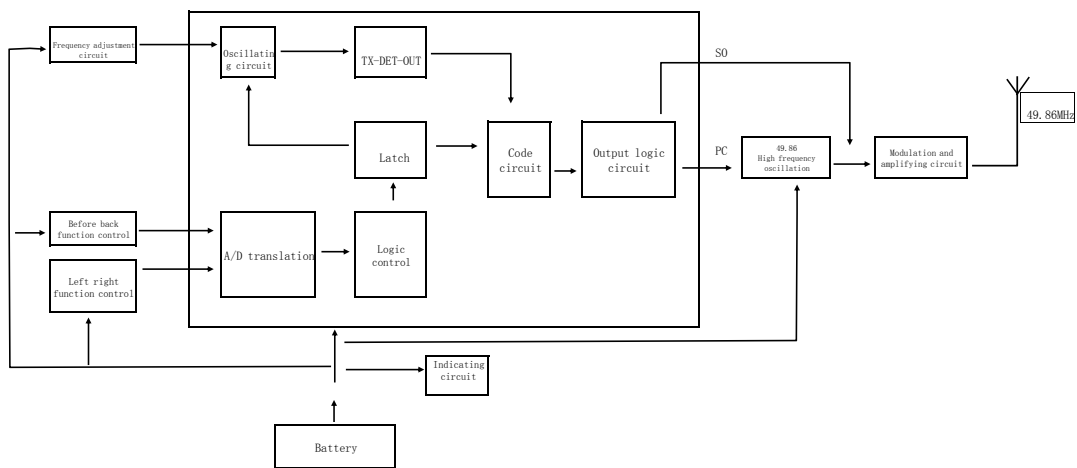 Frequency adjustment
circuit
Oscillatin
g circuit
TX-DET-OUT
SO
49.86MHz
Latch
Code
circuit
Output logic
circuit
PC
49.86
High frequency
oscillation
Modulation and
amplifying circuit
Before back
function control
A/D translation
Logic
control
Left right
function control
Indicating
circuit
Battery